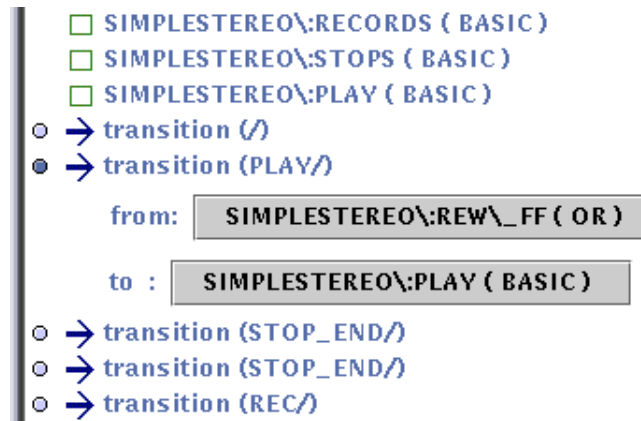 SIMPLESTEREO\:RECORDS ( BASIC )
SIMPLESTEREO\:STOPS ( BASIC )
SIMPLESTEREO\:PLAY ( BASIC )
transition (/)
transition (PLAY/)
from: SIMPLESTEREO\:REW\_FF ( OR )
to : SIMPLESTEREO\:PLAY ( BASIC )
transition (STOP_END/)
transition (STOP_END/)
transition (REC/)